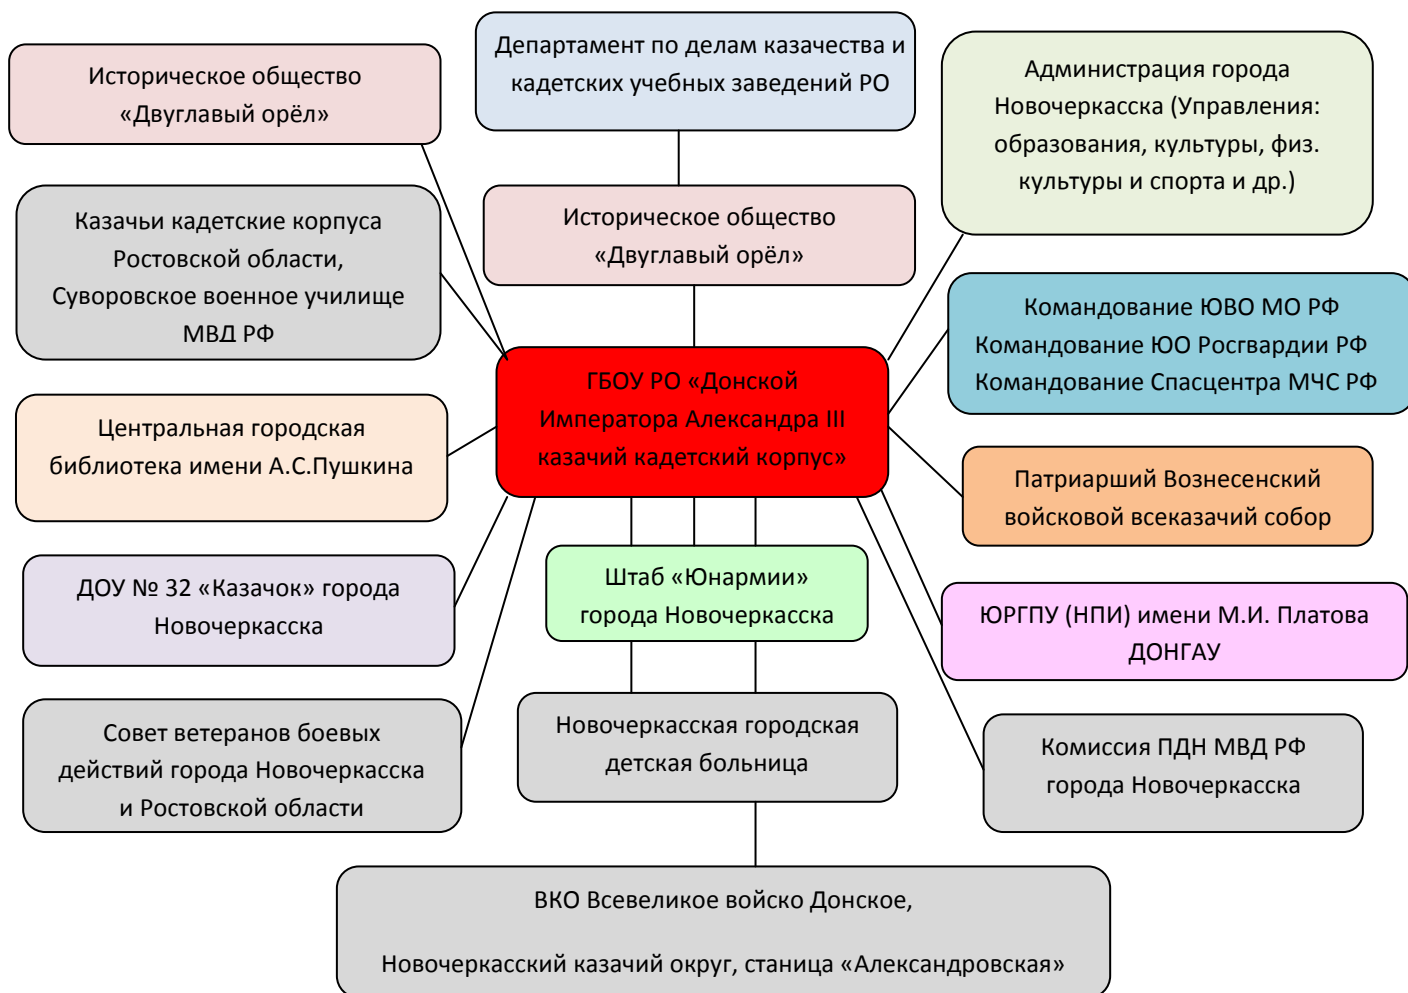 Историческое общество
«Двуглавый орёл»
Департамент по делам казачества и
кадетских учебных заведений РО
Администрация города
Новочеркасска (Управления:
образования, культуры, физ.
культуры и спорта и др.)
Казачьи кадетские корпуса
Ростовской области,
Суворовское военное училище
МВД РФ
Историческое общество
«Двуглавый орёл»
Командование ЮВО МО РФ
Командование ЮО Росгвардии РФ
Командование Спасцентра МЧС РФ
ГБОУ РО «Донской
Императора Александра III
казачий кадетский корпус»
Центральная городская
библиотека имени А.С.Пушкина
Патриарший Вознесенский
войсковой всеказачий собор
ДОУ № 32 «Казачок» города
Новочеркасска
Штаб «Юнармии»
города Новочеркасска
ЮРГПУ (НПИ) имени М.И. Платова
ДОНГАУ
Совет ветеранов боевых
действий города Новочеркасска
и Ростовской области
Новочеркасская городская
детская больница
Комиссия ПДН МВД РФ
города Новочеркасска
ВКО Всевеликое войско Донское,
Новочеркасский казачий округ, станица «Александровская»